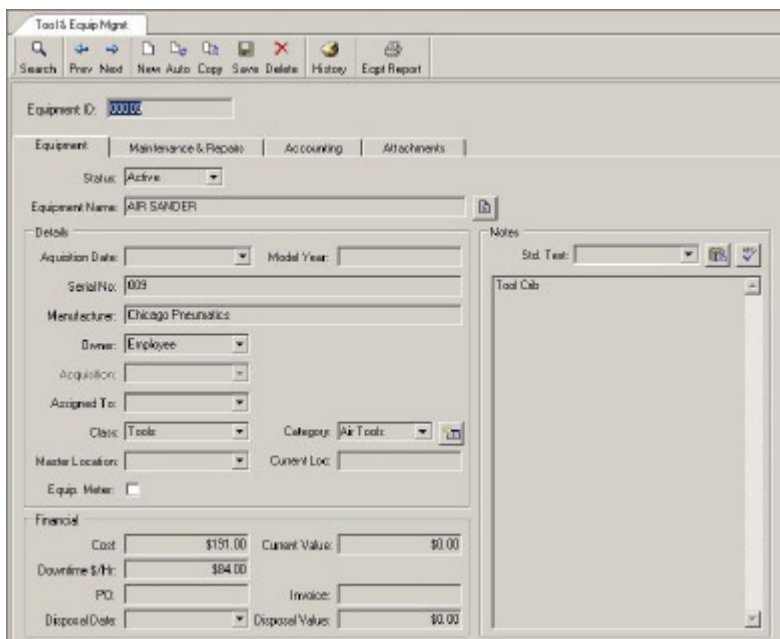 Tool & Equip Mgmt
Search Prev Next New Auto Copy Save Delete History Eqpt Report
Equipment ID: 00003
Equipment Maintenance & Repairs Accounting Attachments
Status: Active
Equipment Name: AIR SANDER
Details
Notes
Aquisition Date: Model Year:
Std. Text:
Serial No: 009
Tool Crib
Manufacturer: Chicago Pneumatics
Owner: Employee
Acquisition:
Assigned To:
Class: Tools Category: Air Tools
Master Location: Current Loc:
Equip. Meter:
Financial
Cost: $191.00 Current Value: $0.00
Downtime $/Hr: $84.00
PO: Invoice:
Disposal Date: Disposal Value: $0.00